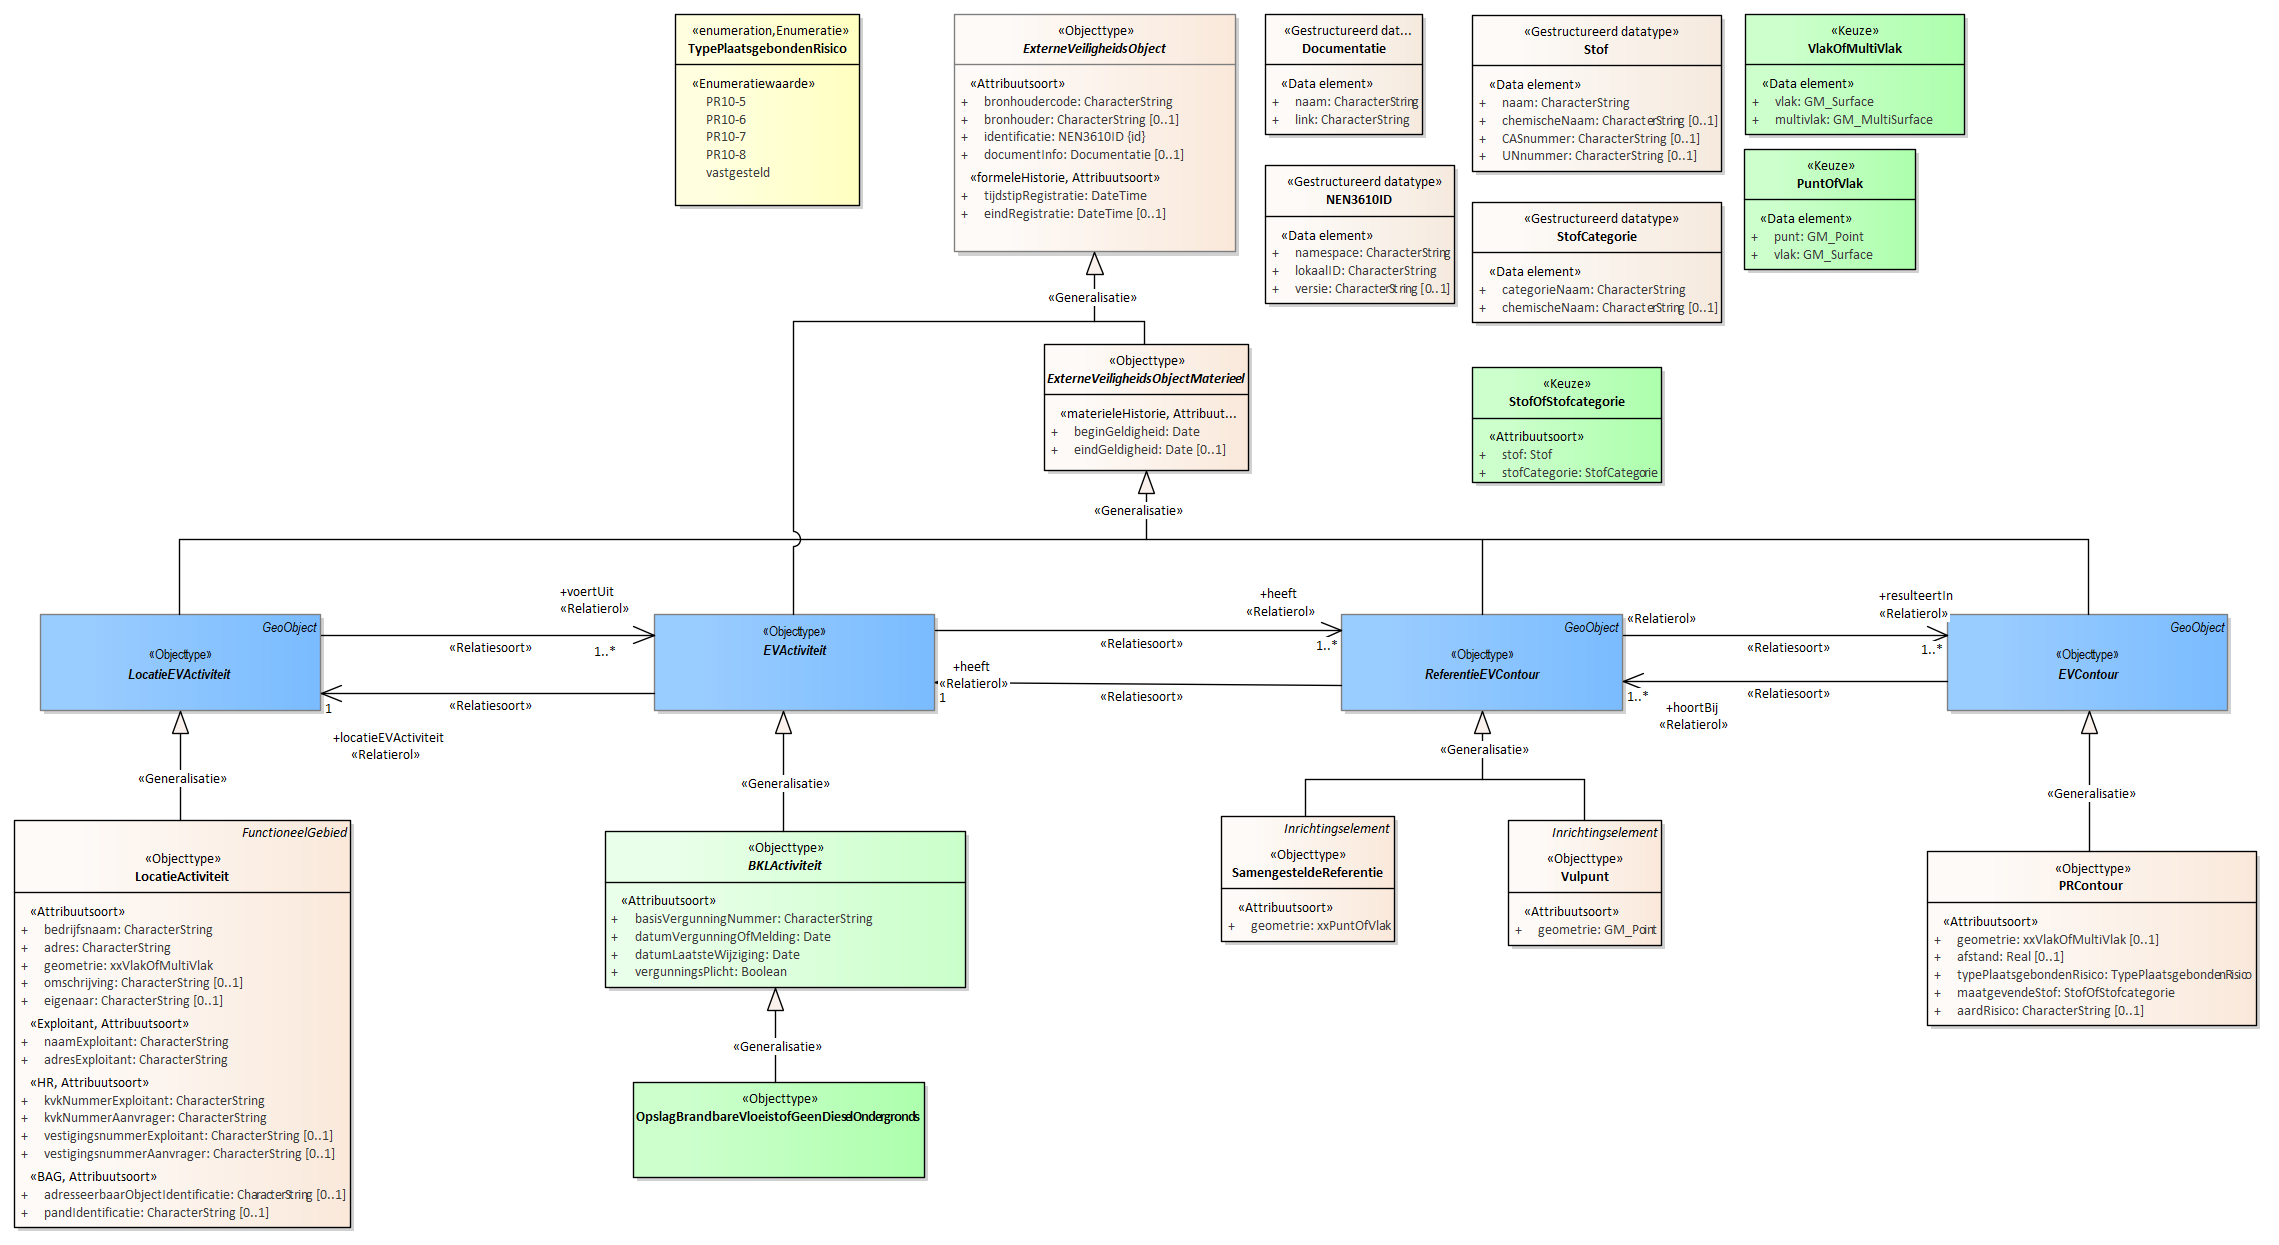 «enumeration,Enumeratie»
TypePlaatsgebondenRisico
«Enumeratiewaarde»
PR10-5
PR10-6
PR10-7
PR10-8
vastgesteld
«Objecttype»
ExterneVeiligheidsObject
«Attribuutsoort»
+ bronhoudercode: CharacterString
+ bronhouder: CharacterString [0..1]
+ identificatie: NEN3610ID {id}
+ documentInfo: Documentatie [0..1]
«formeleHistorie, Attribuutsoort»
+ tijdstipRegistratie: DateTime
+ eindRegistratie: DateTime [0..1]
«Gestructureerd dat...
Documentatie
«Data element»
+ naam: CharacterString
+ link: CharacterString
«Gestructureerd datatype»
NEN3610ID
«Data element»
+ namespace: CharacterString
+ lokaalID: CharacterString
+ versie: CharacterString [0..1]
«Gestructureerd datatype»
Stof
«Data element»
+ naam: CharacterString
+ chemischeNaam: CharacterString [0..1]
+ CASnummer: CharacterString [0..1]
+ UNnummer: CharacterString [0..1]
«Gestructureerd datatype»
StofCategorie
«Data element»
+ categorieNaam: CharacterString
+ chemischeNaam: CharacterString [0..1]
«Keuze»
VlakOfMultiVlak
«Data element»
+ vlak: GM_Surface
+ multivlak: GM_MultiSurface
«Keuze»
PuntOfVlak
«Data element»
+ punt: GM_Point
+ vlak: GM_Surface
«Keuze»
StofOfStofcategorie
«Attribuutsoort»
+ stof: Stof
+ stofCategorie: StofCategorie
«Generalisatie»
«Objecttype»
ExterneVeiligheidsObjectMaterieel
«materieleHistorie, Attribuut...
+ beginGeldigheid: Date
+ eindGeldigheid: Date [0..1]
«Generalisatie»
GeoObject
«Objecttype»
LocatieEVActiviteit
+voertUit
«Relatierol»
«Relatiesoort»
1..*
«Relatiesoort»
1
+locatieEVActiviteit
«Relatierol»
«Objecttype»
EVActiviteit
+heeft
«Relatierol»
«Relatiesoort»
1..*
+heeft
«Relatierol»
1
«Relatiesoort»
GeoObject
«Objecttype»
ReferentieEVContour
«Relatierol»
+resulteertIn
«Relatierol»
«Relatiesoort»
1..*
«Relatiesoort»
1..*
+hoortBij
«Relatierol»
GeoObject
«Objecttype»
EVContour
«Generalisatie»
«Generalisatie»
«Generalisatie»
«Generalisatie»
FunctioneelGebied
«Objecttype»
LocatieActiviteit
«Attribuutsoort»
+ bedrijfsnaam: CharacterString
+ adres: CharacterString
+ geometrie: xxVlakOfMultiVlak
+ omschrijving: CharacterString [0..1]
+ eigenaar: CharacterString [0..1]
«Exploitant, Attribuutsoort»
+ naamExploitant: CharacterString
+ adresExploitant: CharacterString
«HR, Attribuutsoort»
+ kvkNummerExploitant: CharacterString
+ kvkNummerAanvrager: CharacterString
+ vestigingsnummerExploitant: CharacterString [0..1]
+ vestigingsnummerAanvrager: CharacterString [0..1]
«BAG, Attribuutsoort»
+ adresseerbaarObjectIdentificatie: CharacterString [0..1]
+ pandIdentificatie: CharacterString [0..1]
«Objecttype»
BKLActiviteit
«Attribuutsoort»
+ basisVergunningNummer: CharacterString
+ datumVergunningOfMelding: Date
+ datumLaatsteWijziging: Date
+ vergunningsPlicht: Boolean
«Generalisatie»
«Objecttype»
OpslagBrandbareVloeistofGeenDieselOndergronds
Inrichtingselement
«Objecttype»
SamengesteldeReferentie
«Attribuutsoort»
+ geometrie: xxPuntOfVlak
Inrichtingselement
«Objecttype»
Vulpunt
«Attribuutsoort»
+ geometrie: GM_Point
«Objecttype»
PRContour
«Attribuutsoort»
+ geometrie: xxVlakOfMultiVlak [0..1]
+ afstand: Real [0..1]
+ typePlaatsgebondenRisico: TypePlaatsgebondenRisico
+ maatgevendeStof: StofOfStofcategorie
+ aardRisico: CharacterString [0..1]